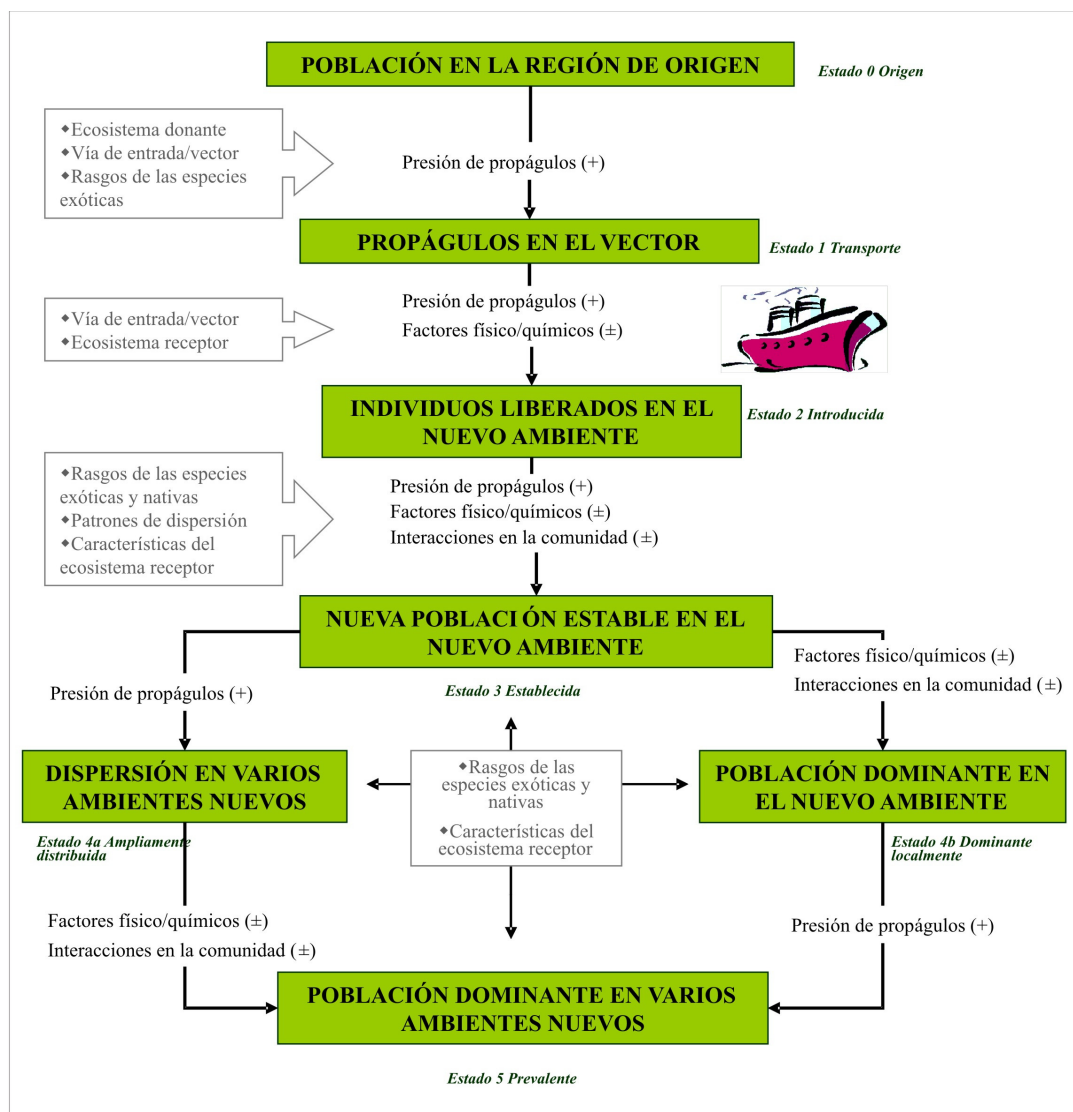 POBLACIÓN EN LA REGIÓN DE ORIGEN
Estado 0 Origen
◆Ecosistema donante
◆Vía de entrada/vector
◆Rasgos de las especies
exóticas
Presión de propágulos (+)
PROPÁGULOS EN EL VECTOR
Estado 1 Transporte
◆Vía de entrada/vector
◆Ecosistema receptor
Presión de propágulos (+)
Factores físico/químicos (±)
INDIVIDUOS LIBERADOS EN EL
NUEVO AMBIENTE
Estado 2 Introducida
◆Rasgos de las especies
exóticas y nativas
◆Patrones de dispersión
◆Características del
ecosistema receptor
Presión de propágulos (+)
Factores físico/químicos (±)
Interacciones en la comunidad (±)
NUEVA POBLACIÓN ESTABLE EN EL
NUEVO AMBIENTE
Estado 3 Establecida
Presión de propágulos (+)
Factores físico/químicos (±)
Interacciones en la comunidad (±)
DISPERSIÓN EN VARIOS
AMBIENTES NUEVOS
Estado 4a Ampliamente
distribuida
◆Rasgos de las
especies exóticas y
nativas
◆Características del
ecosistema receptor
POBLACIÓN DOMINANTE EN
EL NUEVO AMBIENTE
Estado 4b Dominante
localmente
Factores físico/químicos (±)
Interacciones en la comunidad (±)
Presión de propágulos (+)
POBLACIÓN DOMINANTE EN VARIOS
AMBIENTES NUEVOS
Estado 5 Prevalente